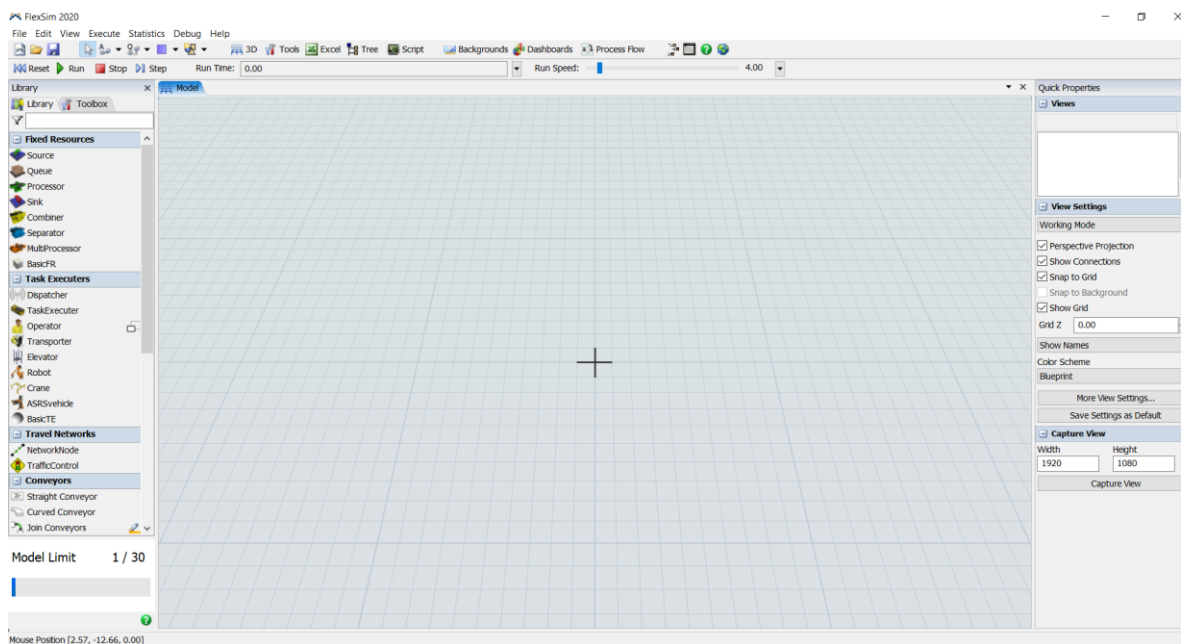 FlexSim 2020
File Edit View Execute Statistics Debug Help
3D Tools Excel Tree Script Backgrounds Dashboards Process Flow
Reset Run Stop Step Run Time: 0.00 Run Speed: 4.00
Library
Library Toolbox
Fixed Resources
Source
Queue
Processor
Sink
Combiner
Separator
MultiProcessor
BasicFR
Task Executers
Dispatcher
TaskExecuter
Operator
Transporter
Elevator
Robot
Crane
ASRSvehicle
BasicTE
Travel Networks
NetworkNode
TrafficControl
Conveyors
Straight Conveyor
Curved Conveyor
Join Conveyors
Model Limit 1 / 30
Mouse Position [2.57, -12.66, 0.00]
Model
Quick Properties
Views
View Settings
Working Mode
Perspective Projection
Show Connections
Snap to Grid
Snap to Background
Show Grid
Grid Z 0.00
Show Names
Color Scheme
Blueprint
More View Settings...
Save Settings as Default
Capture View
Width Height
1920 1080
Capture View